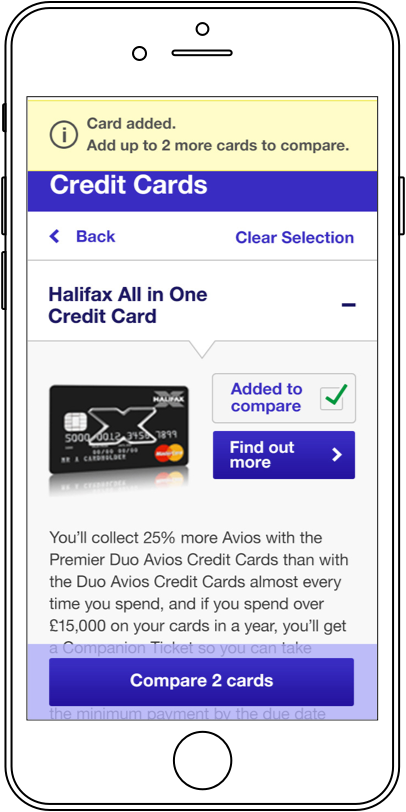 Card added.
Add up to 2 more cards to compare.
Credit Cards
Back
Clear Selection
Halifax All in One
Credit Card
HALIFAX
5000 0012 3456 7899
00/00 00/00
MR A CARDHOLDER
MasterCard
Added to
compare
Find out
more
You’ll collect 25% more Avios with the
Premier Duo Avios Credit Cards than with
the Duo Avios Credit Cards almost every
time you spend, and if you spend over
£15,000 on your cards in a year, you’ll get
a Companion Ticket so you can take
Compare 2 cards
the minimum payment by the due date